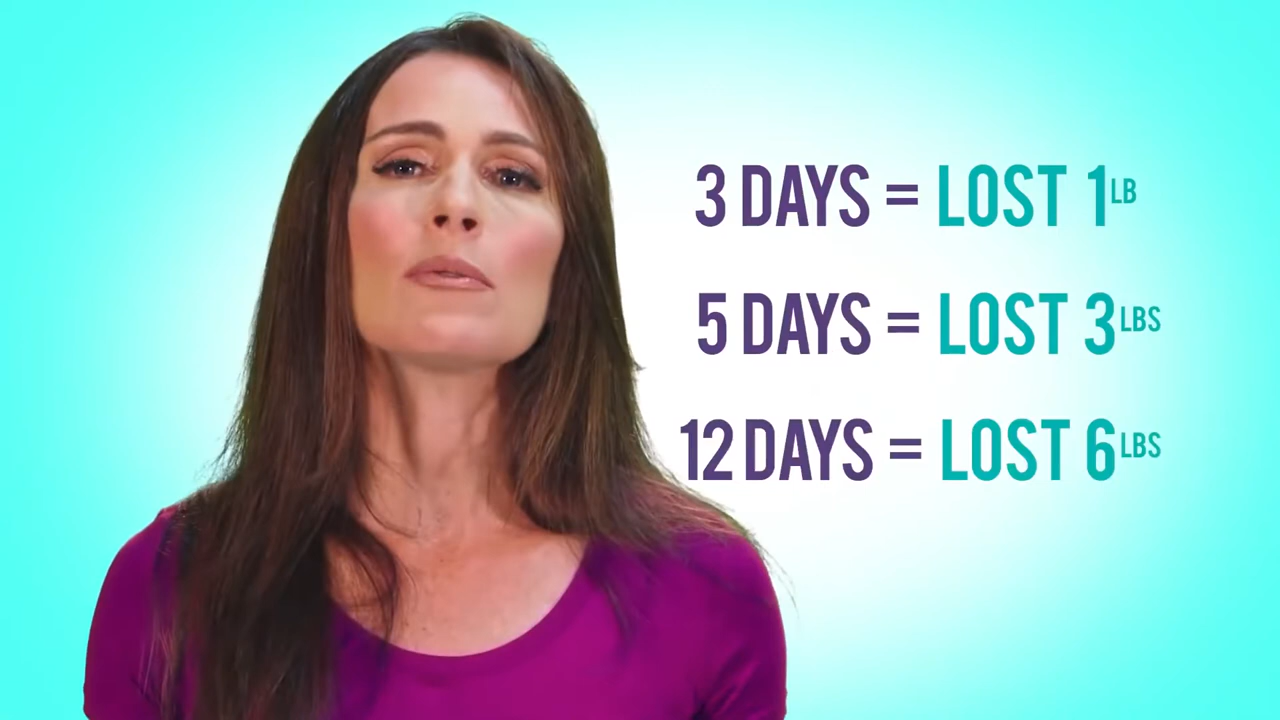 3 DAYS = LOST 1LB
5 DAYS = LOST 3LBS
12 DAYS = LOST 6LBS